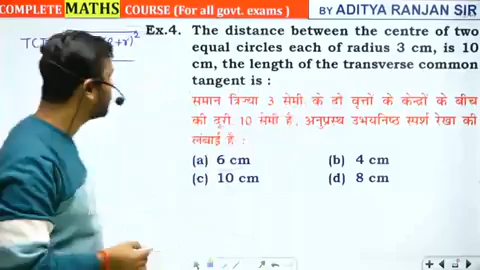 COMPLETE MATHS COURSE (For all govt. exams)
BY ADITYA RANJAN SIR
Ex.4. The distance between the centre of two
equal circles each of radius 3 cm, is 10
cm, the length of the transverse common
tangent is :
समान त्रिज्या 3 सेमी के दो वृत्तों के केन्द्रों के बीच
की दूरी 10 सेमी है, अनुप्रस्थ उभयनिष्ठ स्पर्श रेखा की
लंबाई है :
(a) 6 cm (b) 4 cm
(c) 10 cm (d) 8 cm